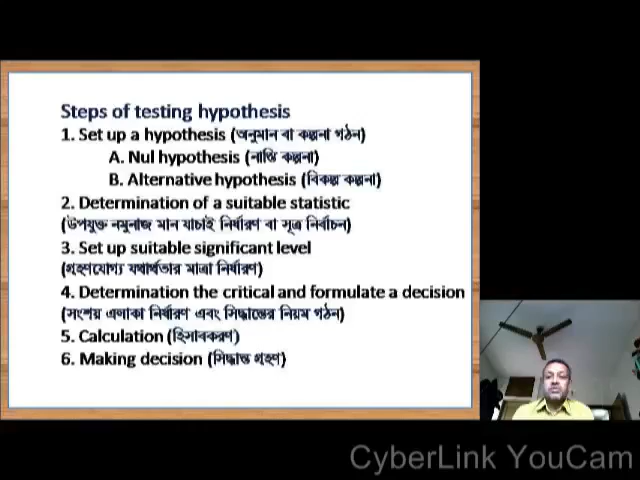 Steps of testing hypothesis
1. Set up a hypothesis (অনুমান বা কল্পনা গঠন)
A. Nul hypothesis (নাস্তি কল্পনা)
B. Alternative hypothesis (বিকল্প কল্পনা)
2. Determination of a suitable statistic
(উপযুক্ত নমুনাজ মান যাচাই নির্ধারণ বা সূত্র নির্বাচন)
3. Set up suitable significant level
(গ্রহণযোগ্য যথার্থতার মাত্রা নির্ধারণ)
4. Determination the critical and formulate a decision
(সংশয় এলাকা নির্ধারণ এবং সিদ্ধান্তের নিয়ম গঠন)
5. Calculation (হিসাবকরণ)
6. Making decision (সিদ্ধান্ত গ্রহণ)
CyberLink YouCam